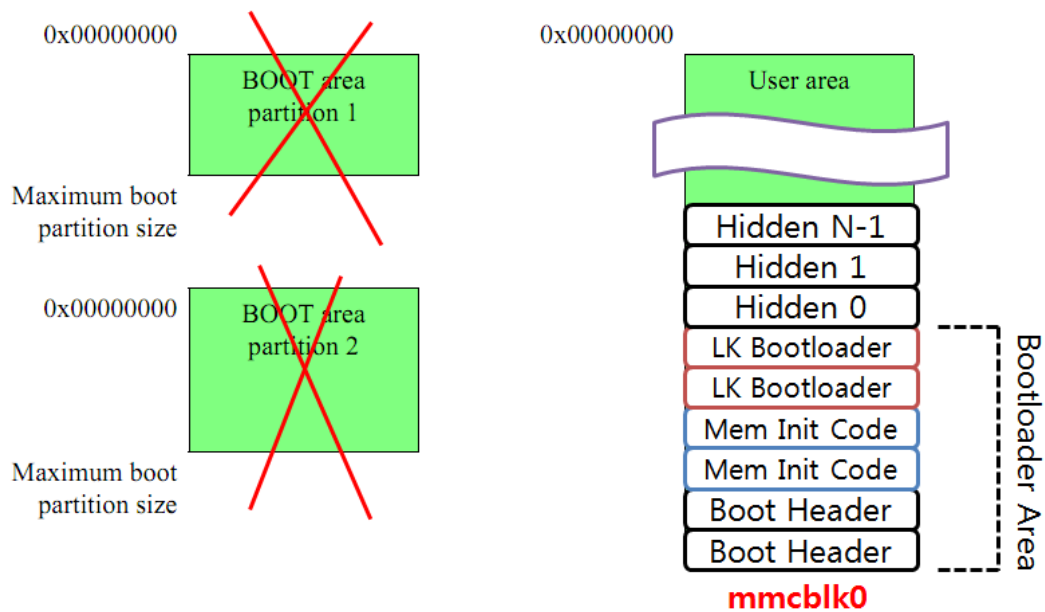 0x00000000
BOOT area
partition 1
Maximum boot
partition size
0x00000000
BOOT area
partition 2
Maximum boot
partition size
0x00000000
User area
Hidden N-1
Hidden 1
Hidden 0
LK Bootloader
LK Bootloader
Mem Init Code
Mem Init Code
Boot Header
Boot Header
Bootloader Area
mmcblk0